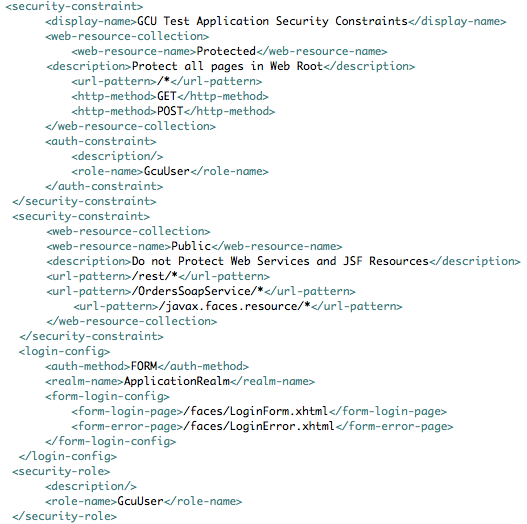 <security-constraint>
<display-name>GCU Test Application Security Constraints</display-name>
<web-resource-collection>
<web-resource-name>Protected</web-resource-name>
<description>Protect all pages in Web Root</description>
<url-pattern>/*</url-pattern>
<http-method>GET</http-method>
<http-method>POST</http-method>
</web-resource-collection>
<auth-constraint>
<description/>
<role-name>GcuUser</role-name>
</auth-constraint>
</security-constraint>
<security-constraint>
<web-resource-collection>
<web-resource-name>Public</web-resource-name>
<description>Do not Protect Web Services and JSF Resources</description>
<url-pattern>/rest/*</url-pattern>
<url-pattern>/OrdersSoapService/*</url-pattern>
<url-pattern>/javax.faces.resource/*</url-pattern>
</web-resource-collection>
</security-constraint>
<login-config>
<auth-method>FORM</auth-method>
<realm-name>ApplicationRealm</realm-name>
<form-login-config>
<form-login-page>/faces/LoginForm.xhtml</form-login-page>
<form-error-page>/faces/LoginError.xhtml</form-error-page>
</form-login-config>
</login-config>
<security-role>
<description/>
<role-name>GcuUser</role-name>
</security-role>